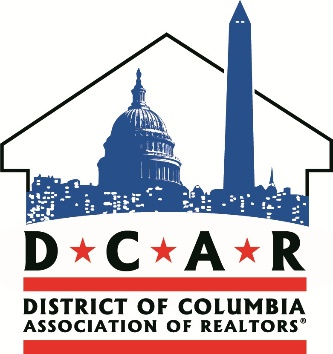 D★C★A★R
DISTRICT OF COLUMBIA
ASSOCIATION OF REALTORS®